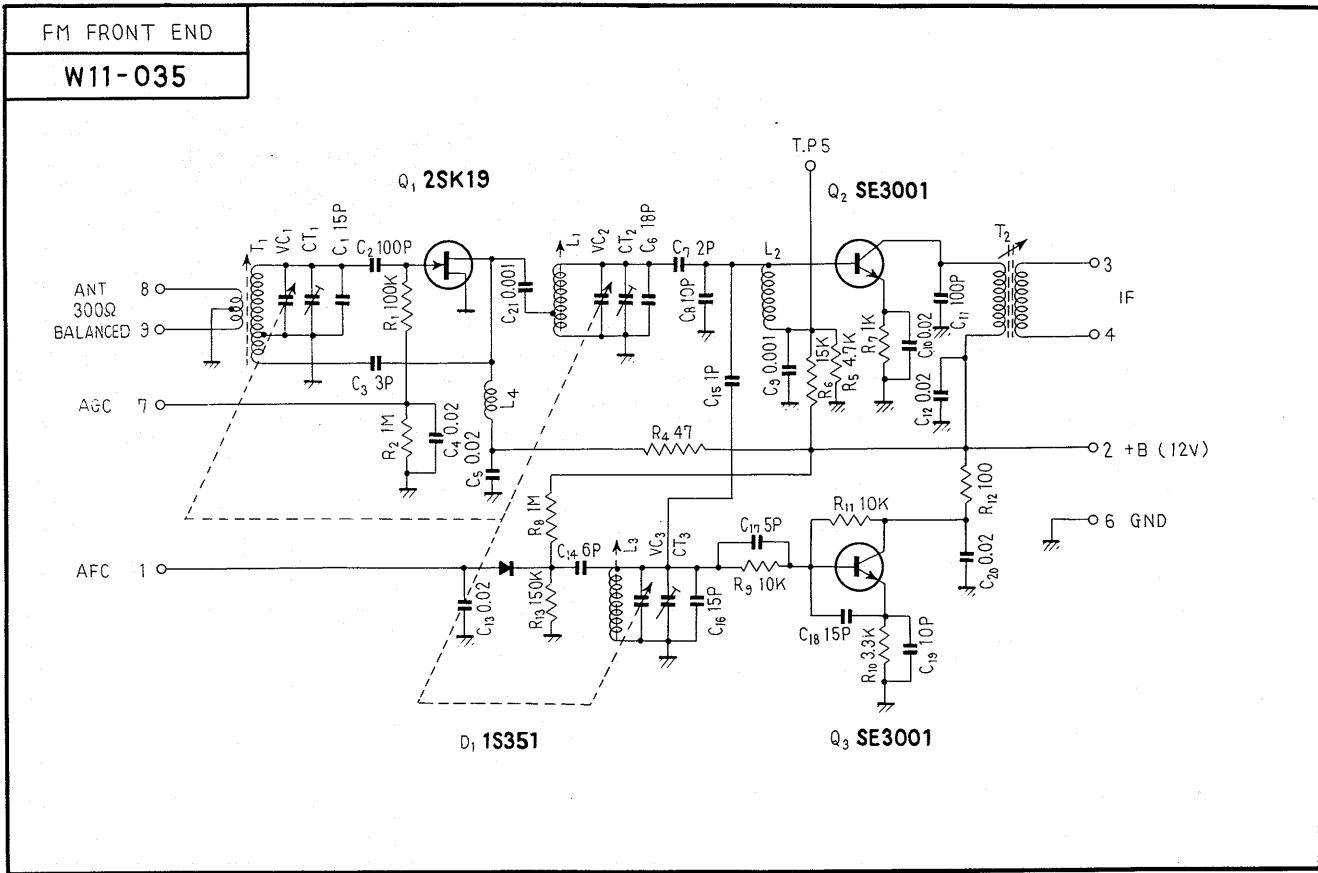 FM FRONT END
W11-035
T.P 5
Q₁ 2SK19
Q₂ SE3001
T₁
VC₁
CT₁
C₁ 15P
C₂ 100P
R₁ 100K
C₂₁ 0.001
L₁
VC₂
CT₂
C₆ 18P
C₇ 2P
C₈ 10P
L₂
T₂
ANT 8
300Ω
BALANCED 9
3
IF
4
C₁₁ 100P
C₃ 3P
L₄
C₁₅ 1P
C₉ 0.001
R₆ 15K
R₅ 4.7K
R₇ 1K
C₁₀ 0.02
C₁₂ 0.02
AGC 7
R₂ 1M
C₄ 0.02
C₅ 0.02
R₄ 47
2 +B (12V)
R₁₂ 100
R₈ 1M
R₁₁ 10K
6 GND
C₁₄ 6P
L₃
VC₃
CT₃
C₁₇ 5P
R₉ 10K
C₂₀ 0.02
AFC 1
C₁₃ 0.02
R₁₃ 150K
C₁₆ 15P
C₁₈ 15P
R₁₀ 3.3K
C₁₉ 10P
D₁ 1S351
Q₃ SE3001